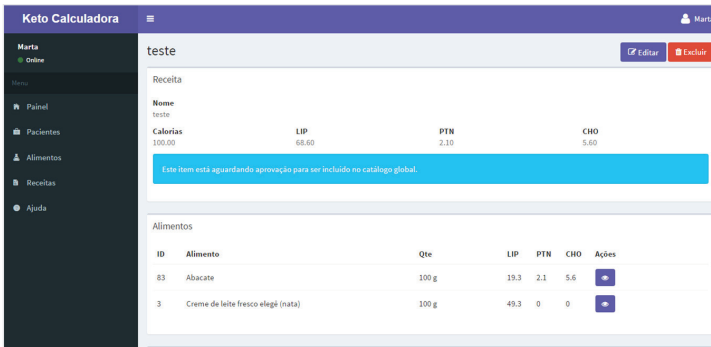 Keto Calculadora
Marta
Marta
Online
teste
Editar
Excluir
Menu
Painel
Pacientes
Alimentos
Receitas
Ajuda
Receita
Nome
teste
Calorias LIP PTN CHO
100.00 68.60 2.10 5.60
Este item está aguardando aprovação para ser incluído no catálogo global.
Alimentos
ID Alimento Qte LIP PTN CHO Ações
83 Abacate 100 g 19.3 2.1 5.6
3 Creme de leite fresco elegê (nata) 100 g 49.3 0 0